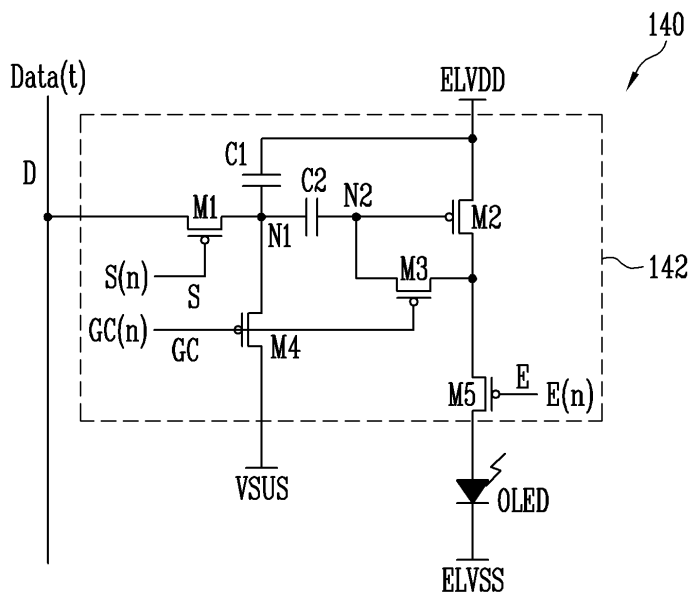 140
Data(t)
ELVDD
D
C1
C2
N2
M1
M2
N1
M3
142
S(n)
S
GC(n)
GC
M4
E
M5
E(n)
VSUS
OLED
ELVSS